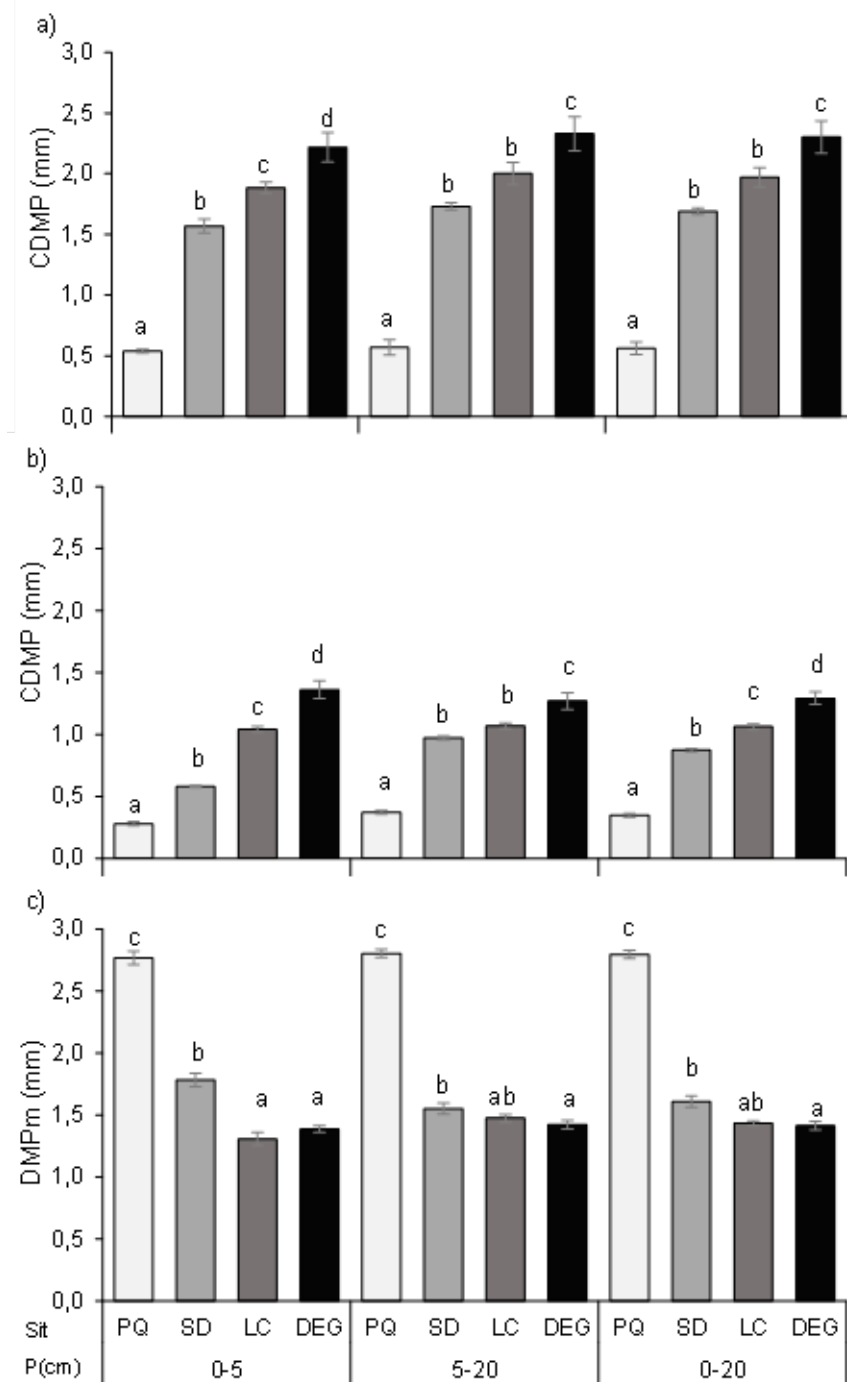 a)
3,0
2,5
2,0
1,5
1,0
0,5
0,0
CDMP (mm)
a b c d
a b b c
a b b c
b)
3,0
2,5
2,0
1,5
1,0
0,5
0,0
CDMP (mm)
a b c d
a b b c
a b c d
c)
3,0
2,5
2,0
1,5
1,0
0,5
0,0
DMPm (mm)
c b a a
c b ab a
c b ab a
Sit PQ SD LC DEG PQ SD LC DEG PQ SD LC DEG
P(cm) 0-5 5-20 0-20